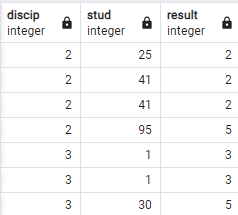 discip stud result
integer integer integer
2 25 2
2 41 2
2 41 2
2 95 5
3 1 3
3 1 3
3 30 5